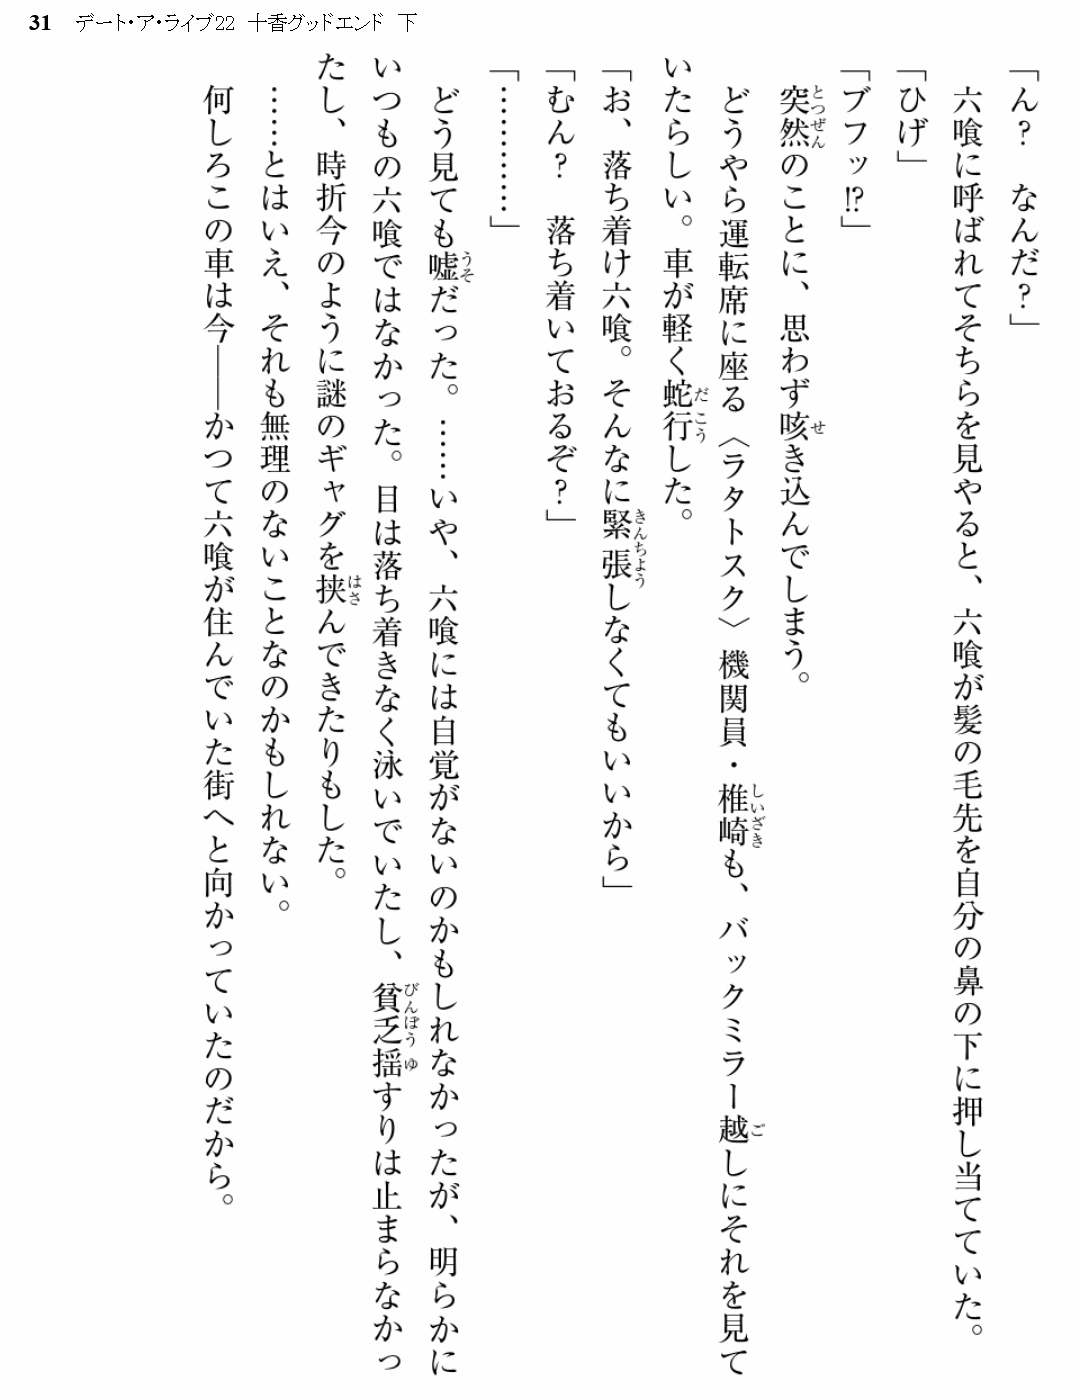 31 デート・ア・ライブ22 十香グッドエンド 下
「ん? なんだ?」
六喰に呼ばれてそちらを見やると、六喰が髪の毛先を自分の鼻の下に押し当てていた。
「ひげ」
「ブフッ!?」
突然のことに、思わず咳き込んでしまう。
どうやら運転席に座る〈ラタトスク〉機関員・椎崎も、バックミラー越しにそれを見て
いたらしい。車が軽く蛇行した。
「お、落ち着け六喰。そんなに緊張しなくてもいいから」
「むん? 落ち着いておるぞ?」
「…………」
どう見ても嘘だった。……いや、六喰には自覚がないのかもしれなかったが、明らかに
いつもの六喰ではなかった。目は落ち着きなく泳いでいたし、貧乏揺すりは止まらなかっ
たし、時折今のように謎のギャグを挟んできたりもした。
……とはいえ、それも無理のないことなのかもしれない。
何しろこの車は今――かつて六喰が住んでいた街へと向かっていたのだから。